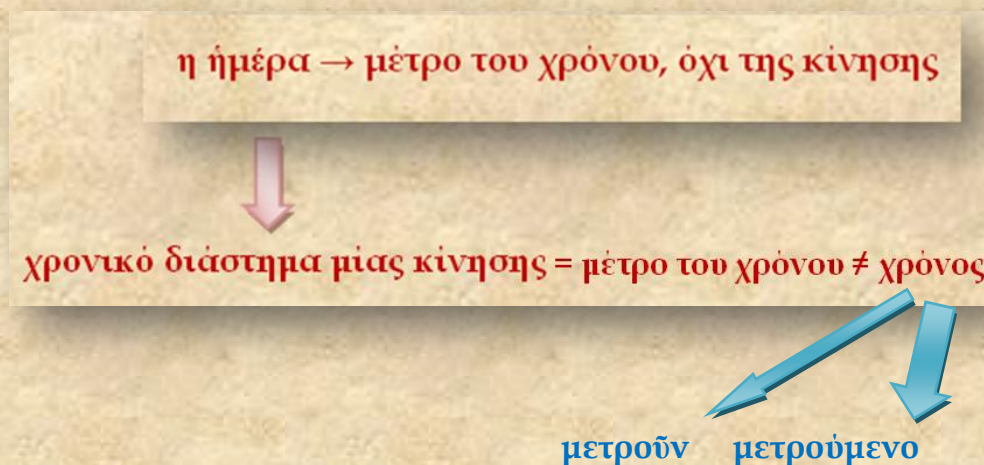 η ἡμέρα → μέτρο του χρόνου, όχι της κίνησης
χρονικό διάστημα μίας κίνησης = μέτρο του χρόνου ≠ χρόνος
μετροῦν μετρούμενο